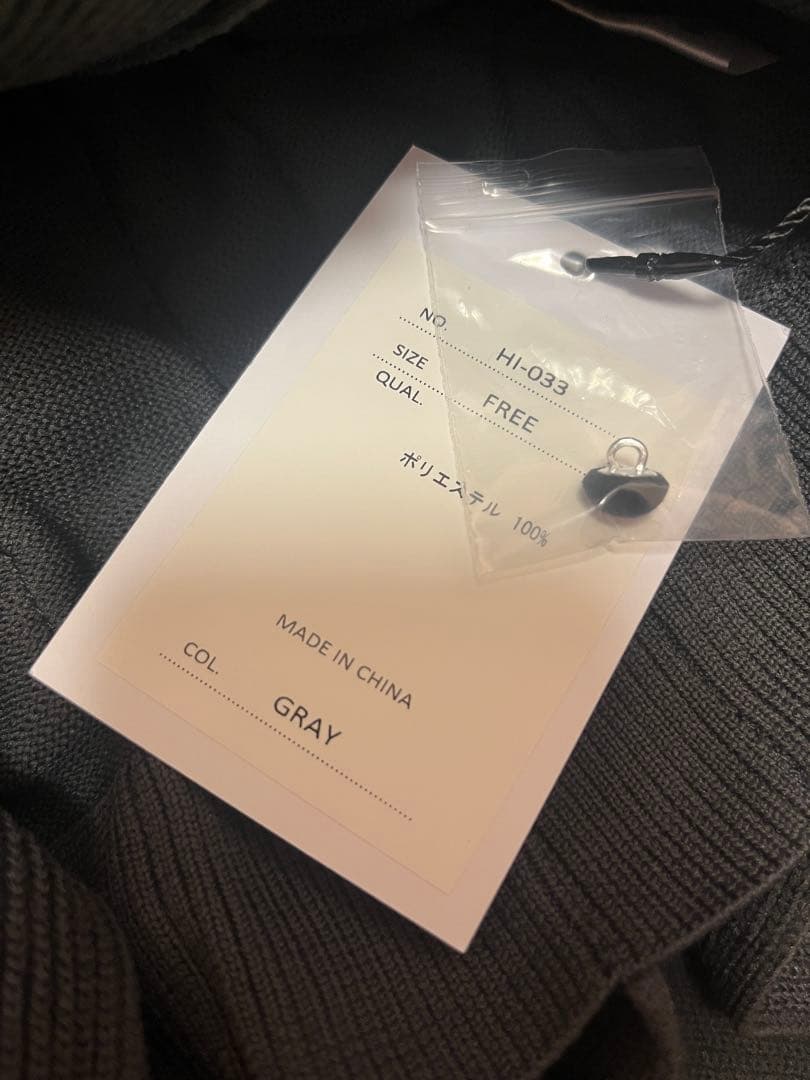 NO. HI-033
SIZE FREE
QUAL.
ポリエステル 100%
MADE IN CHINA
COL. GRAY